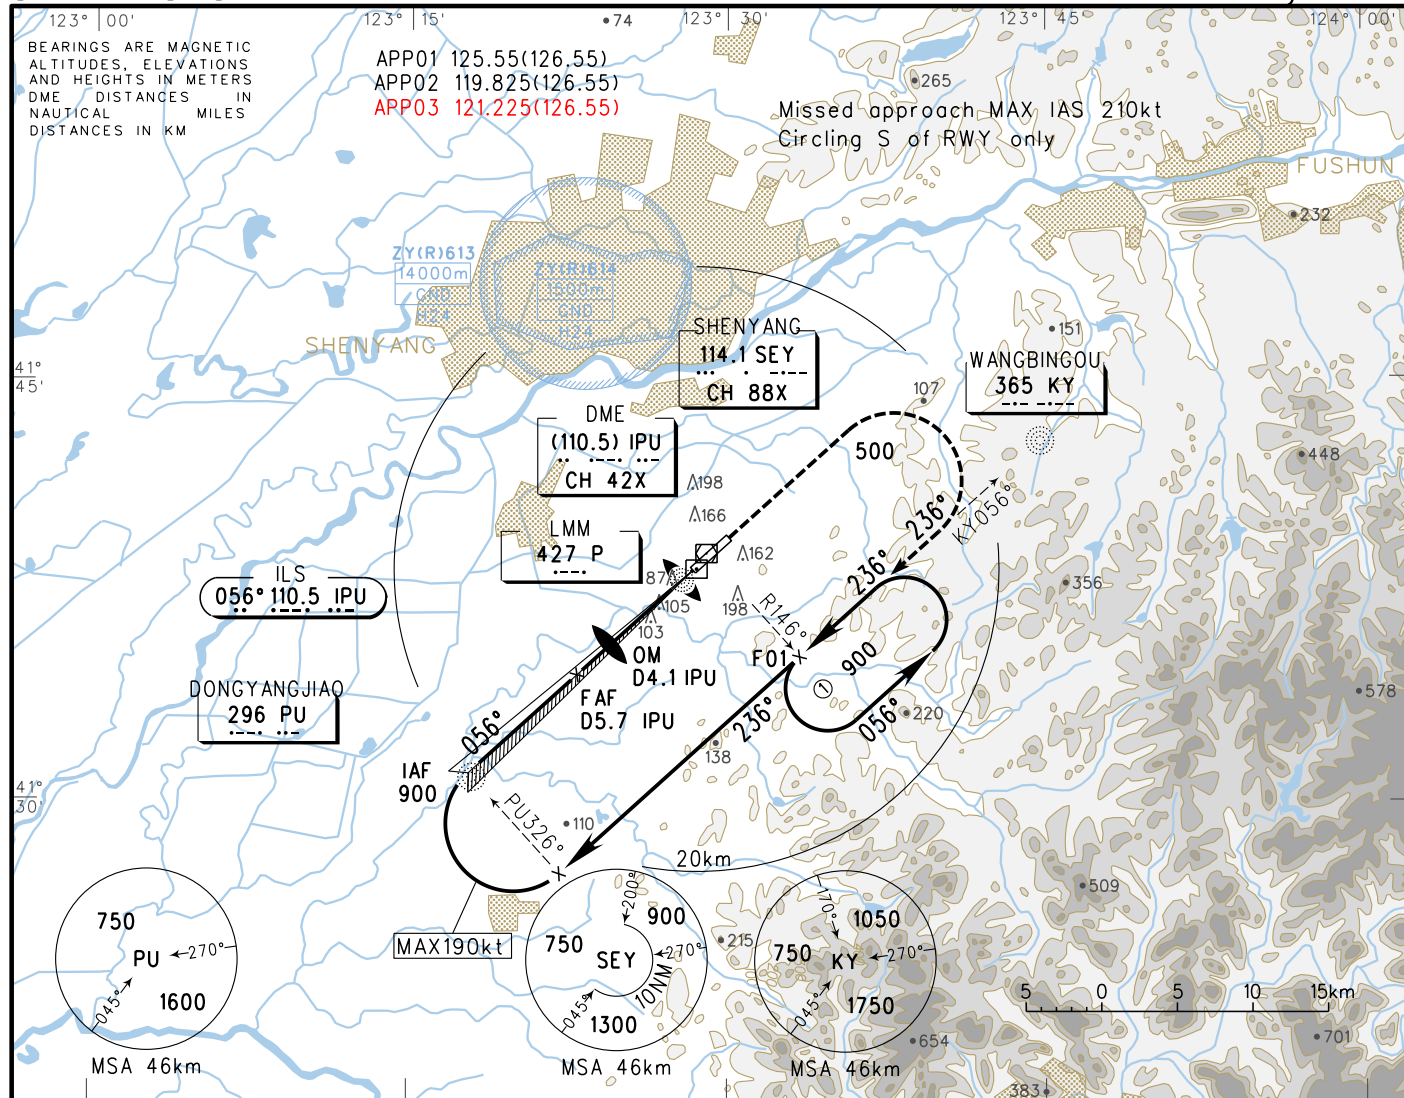 123° 00'
123° 15'
74
123° 30'
123° 45'
124° 00'
BEARINGS ARE MAGNETIC
ALTITUDES, ELEVATIONS
AND HEIGHTS IN METERS
DME DISTANCES IN
NAUTICAL MILES
DISTANCES IN KM
APP01 125.55(126.55)
APP02 119.825(126.55)
APP03 121.225(126.55)
265
Missed approach MAX IAS 210kt
Circling S of RWY only
FUSHUN
232
ZY(R)613
14000m
GND
H24
ZY(R)614
1500m
GND
H24
SHENYANG
SHENYANG
114.1 SEY
CH 88X
151
WANGBINGOU
365 KY
41°
45'
107
DME
(110.5) IPU
CH 42X
500
448
198
166
LMM
427 P
162
236°
KY056°
ILS
056° 110.5 IPU
87
105
103
198
R146°
236°
356
OM
D4.1 IPU
F01
900
1
DONGYANGJIAO
296 PU
FAF
D5.7 IPU
236°
056°
220
578
056°
138
IAF
900
41°
30'
PU326°
110
20km
MAX190kt
509
215
750
PU
270°
045°
1600
MSA 46km
200°
900
750
SEY
270°
10NM
045°
1300
MSA 46km
170°
1050
750
KY
270°
045°
1750
MSA 46km
5 0 5 10 15km
654
701
383